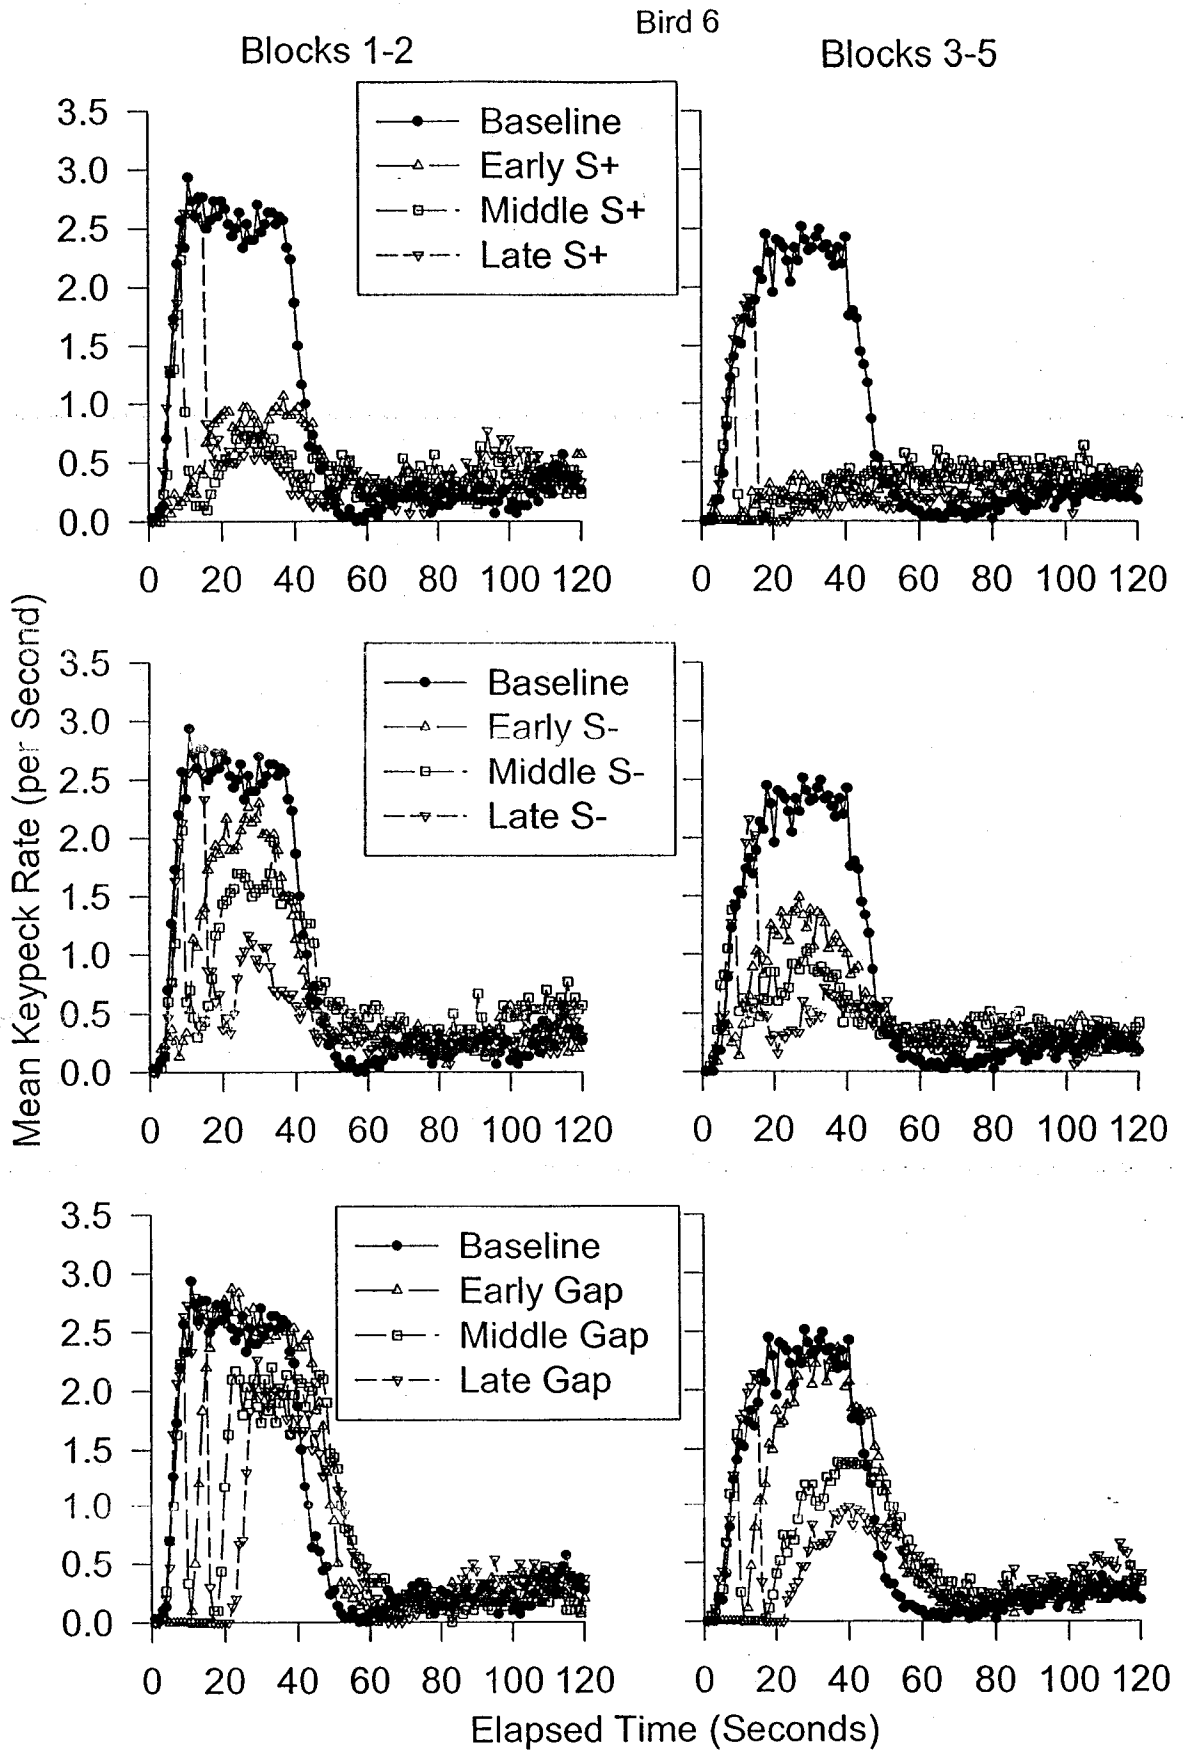 Bird 6
Blocks 1-2
Blocks 3-5
3.5
3.0
2.5
2.0
1.5
1.0
0.5
0.0
Baseline
Early S+
Middle S+
Late S+
0 20 40 60 80 100 120
0 20 40 60 80 100 120
Mean Keypeck Rate (per Second)
3.5
3.0
2.5
2.0
1.5
1.0
0.5
0.0
Baseline
Early S-
Middle S-
Late S-
0 20 40 60 80 100 120
0 20 40 60 80 100 120
3.5
3.0
2.5
2.0
1.5
1.0
0.5
0.0
Baseline
Early Gap
Middle Gap
Late Gap
0 20 40 60 80 100 120
0 20 40 60 80 100 120
Elapsed Time (Seconds)